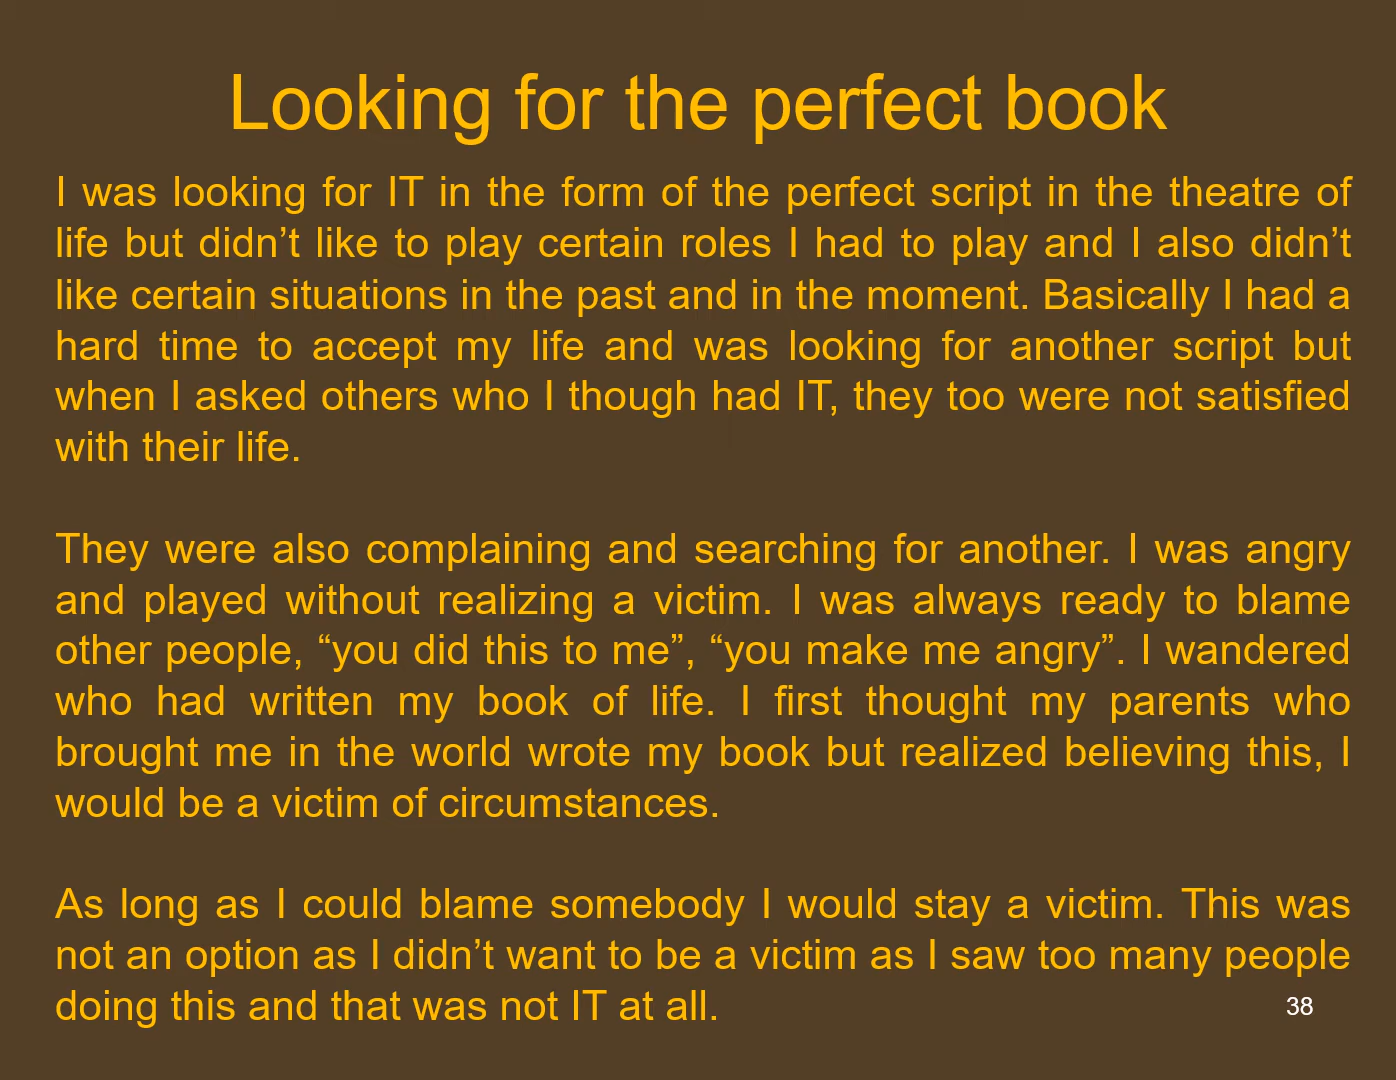 Looking for the perfect book
I was looking for IT in the form of the perfect script in the theatre of
life but didn’t like to play certain roles I had to play and I also didn’t
like certain situations in the past and in the moment. Basically I had a
hard time to accept my life and was looking for another script but
when I asked others who I though had IT, they too were not satisfied
with their life.
They were also complaining and searching for another. I was angry
and played without realizing a victim. I was always ready to blame
other people, “you did this to me”, “you make me angry”. I wandered
who had written my book of life. I first thought my parents who
brought me in the world wrote my book but realized believing this, I
would be a victim of circumstances.
As long as I could blame somebody I would stay a victim. This was
not an option as I didn’t want to be a victim as I saw too many people
doing this and that was not IT at all.
38